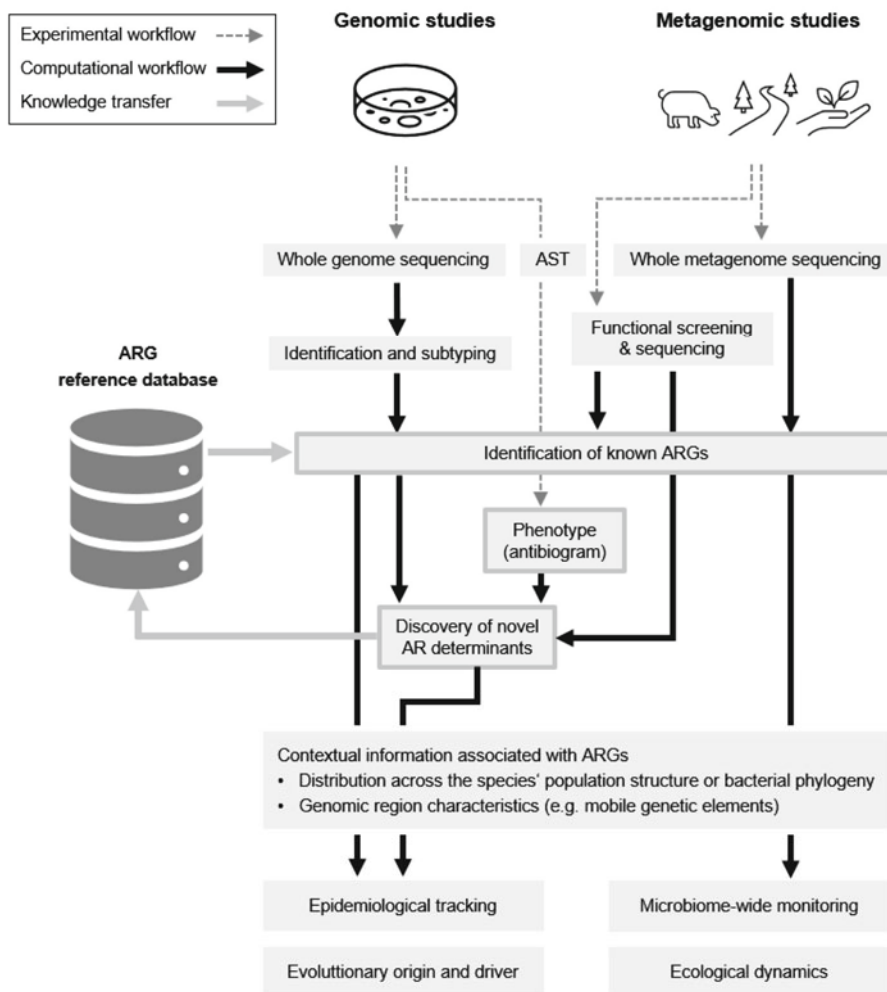 Genomic studies
Metagenomic studies
Experimental workflow
Computational workflow
Knowledge transfer
Whole genome sequencing
AST
Whole metagenome sequencing
Functional screening
& sequencing
Identification and subtyping
ARG
reference database
Identification of known ARGs
Phenotype
(antibiogram)
Discovery of novel
AR determinants
Contextual information associated with ARGs
• Distribution across the species‘ population structure or bacterial phylogeny
• Genomic region characteristics (e.g. mobile genetic elements)
Epidemiological tracking
Microbiome-wide monitoring
Evoluttionary origin and driver
Ecological dynamics